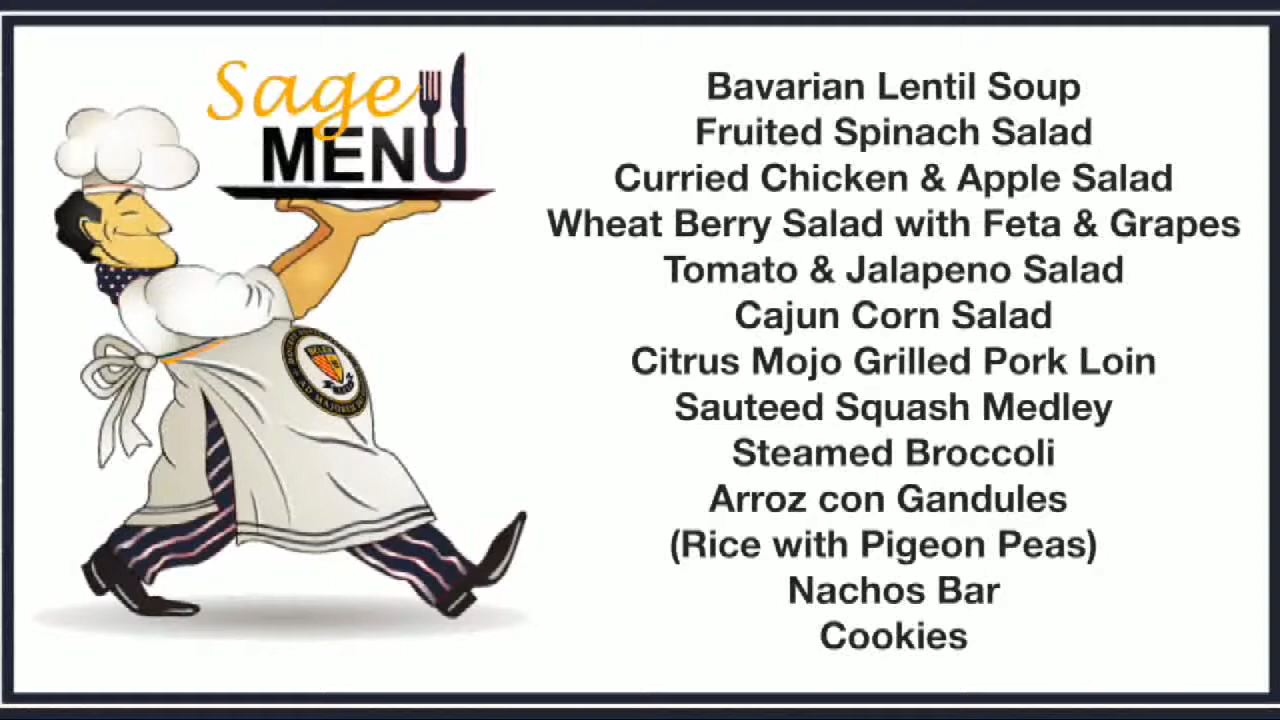 Sage
MENU
Bavarian Lentil Soup
Fruited Spinach Salad
Curried Chicken & Apple Salad
Wheat Berry Salad with Feta & Grapes
Tomato & Jalapeno Salad
Cajun Corn Salad
Citrus Mojo Grilled Pork Loin
Sauteed Squash Medley
Steamed Broccoli
Arroz con Gandules
(Rice with Pigeon Peas)
Nachos Bar
Cookies
BELEN